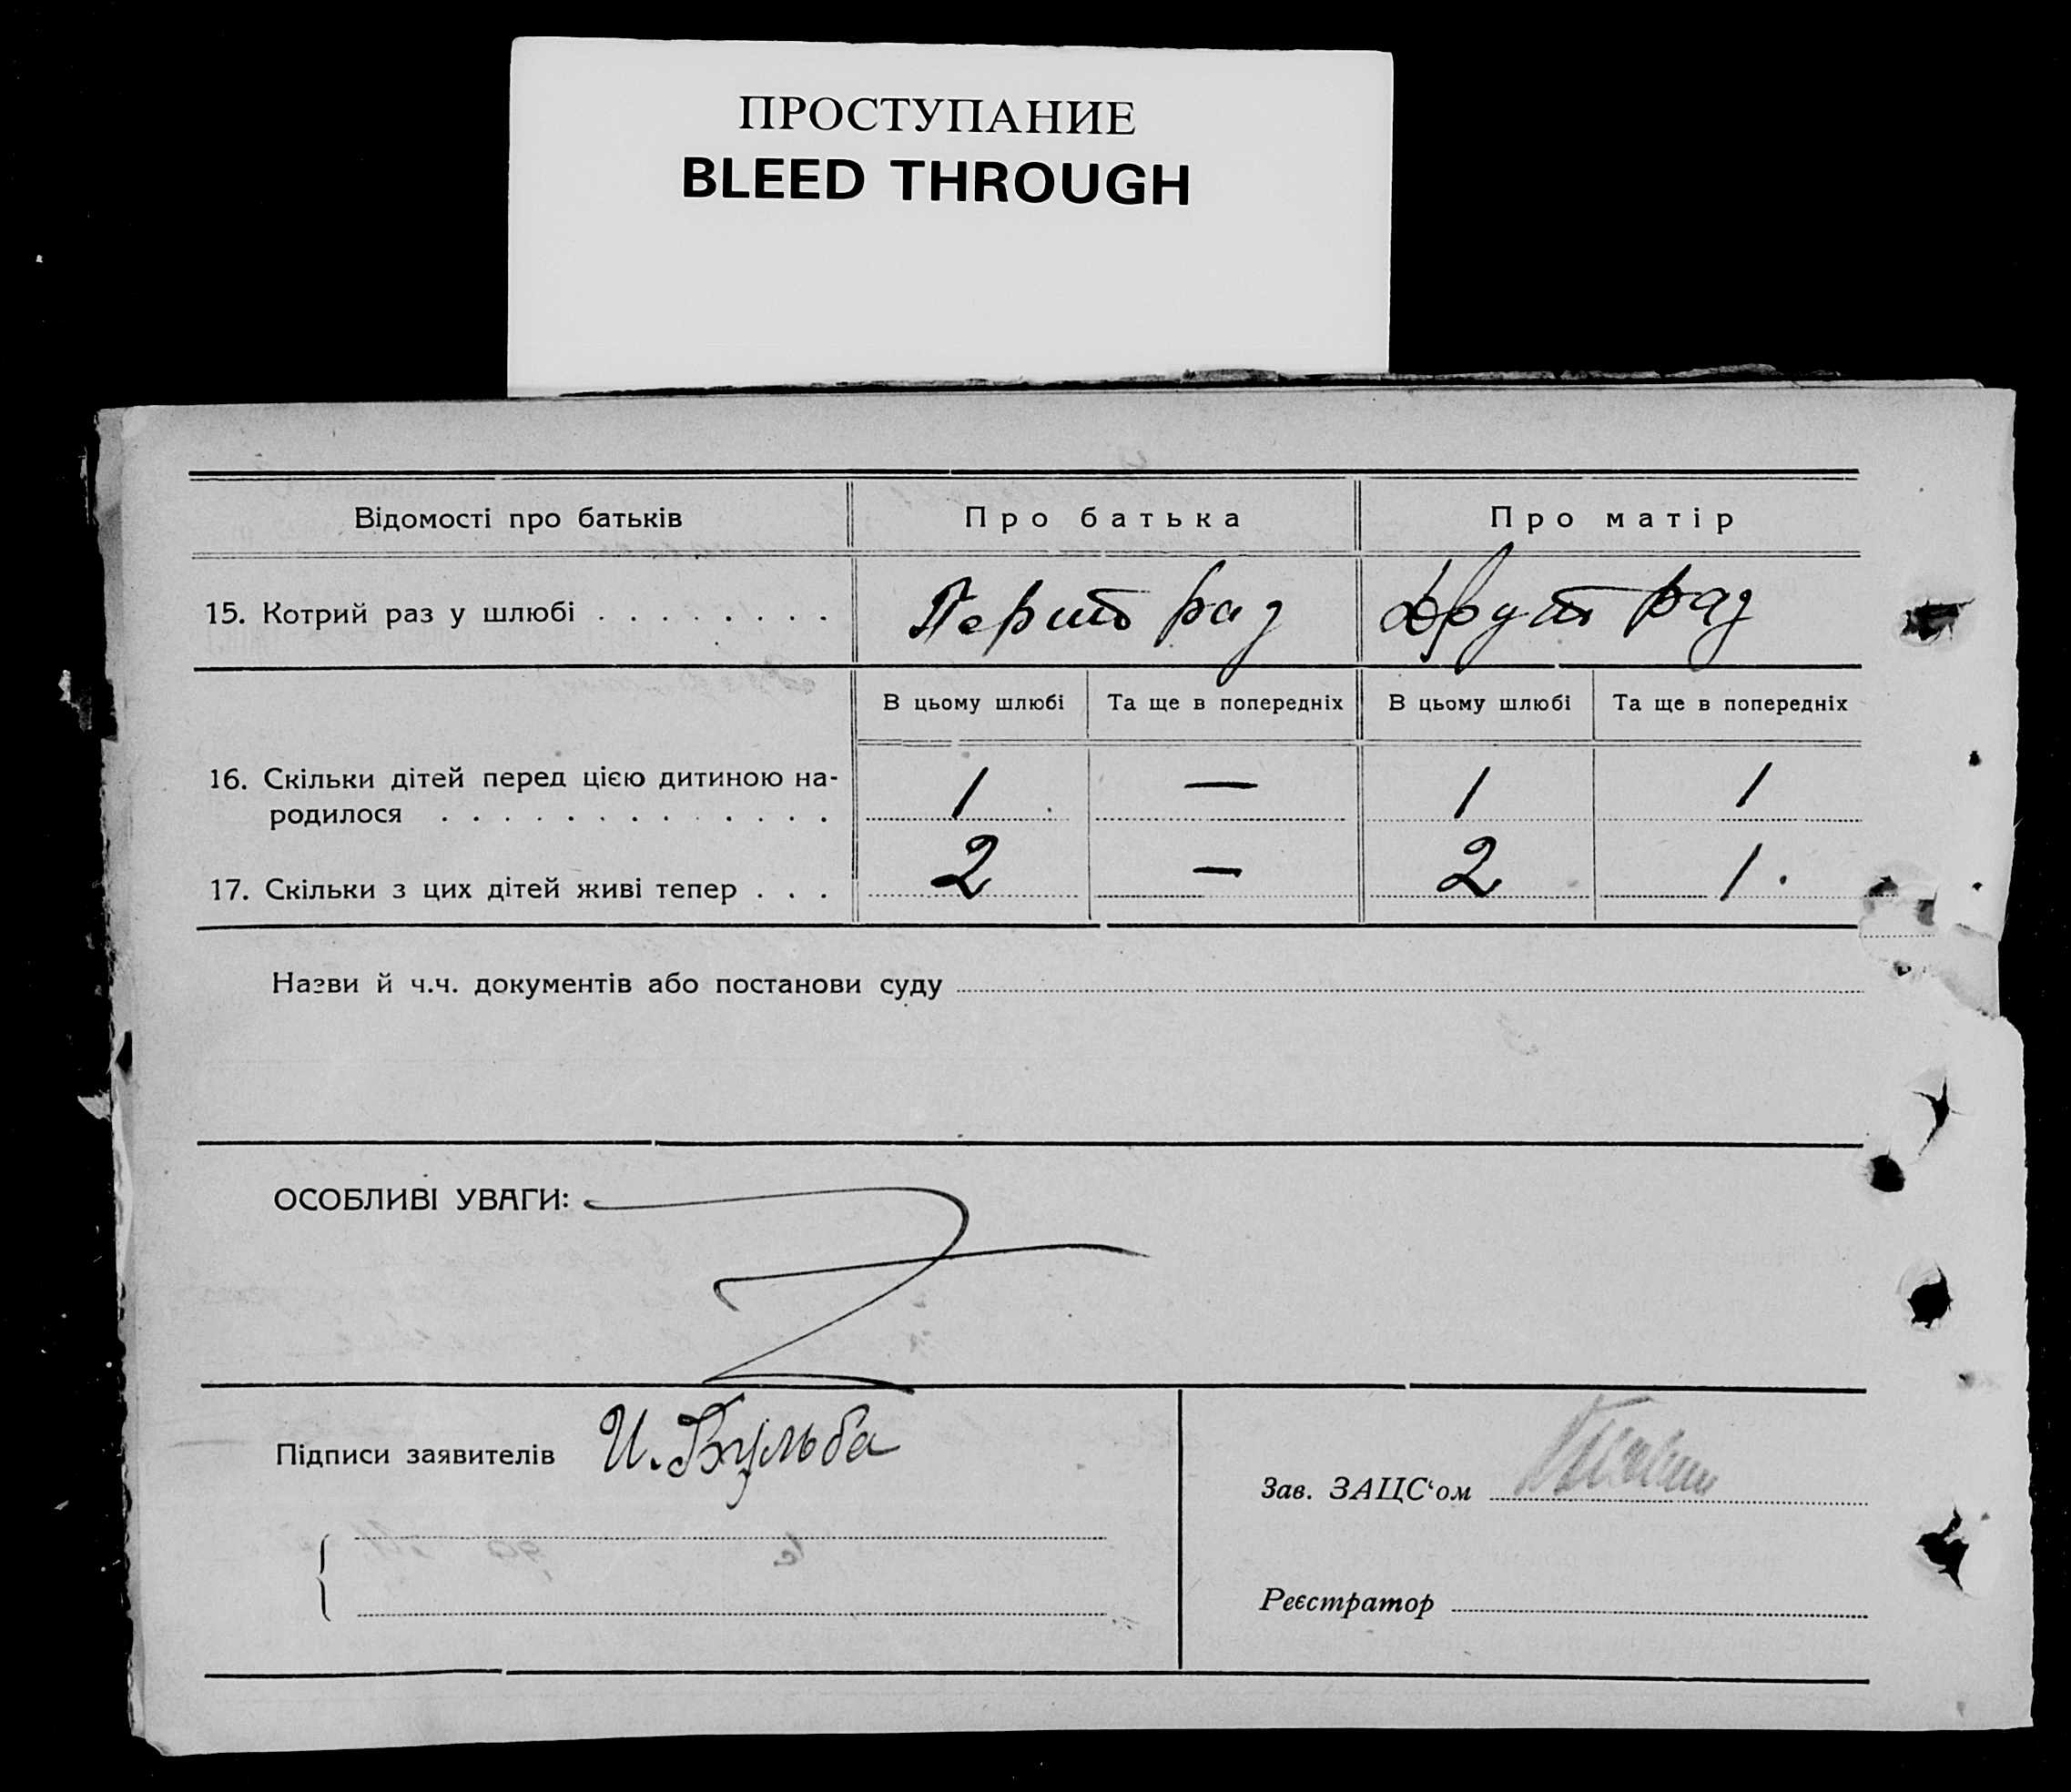 ПРОСТУПАНИЕ
BLEED THROUGH
Відомості про батьків Про батька Про матір
15. Котрий раз у шлюбі . . . . . . . . раз раз
В цьому шлюбі Та ще в попередніх В цьому шлюбі Та ще в попередніх
16. Скільки дітей перед цією дитиною на-
родилося . . . . . . . . . . . . . 1 — 1 1
17. Скільки з цих дітей живі тепер . . . 2 — 2 1.
Назви й ч.ч. документів або постанови суду
ОСОБЛИВІ УВАГИ:
Підписи заявителів И. Бульба
Зав. ЗАЦС‘ом
Реєстратор